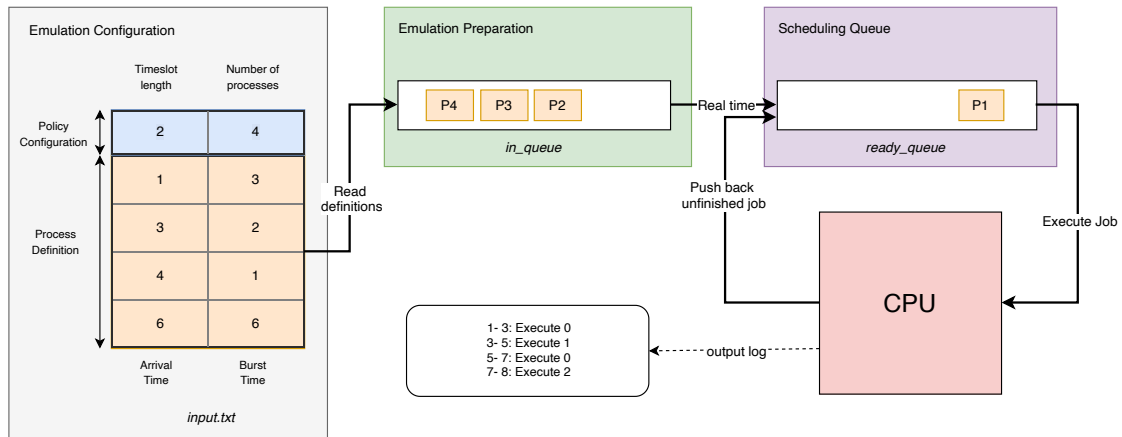 Emulation Configuration
Timeslot
length
Number of
processes
Policy
Configuration
2 4
Process
Definition
1 3
3 2
4 1
6 6
Arrival
Time
Burst
Time
input.txt
Read
definitions
Emulation Preparation
P4 P3 P2
in_queue
Real time
Scheduling Queue
P1
ready_queue
Push back
unfinished job
Execute Job
CPU
output log
1- 3: Execute 0
3- 5: Execute 1
5- 7: Execute 0
7- 8: Execute 2